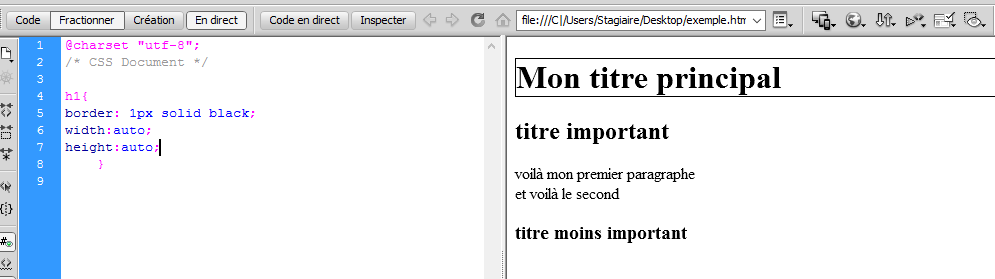 Code Fractionner Création En direct Code en direct Inspecter file:///C|/Users/Stagiaire/Desktop/exemple.htm
1 @charset "utf-8";
2 /* CSS Document */
3
4 h1{
5 border: 1px solid black;
6 width:auto;
7 height:auto;
8 }
9
Mon titre principal
titre important
voilà mon premier paragraphe
et voilà le second
titre moins important